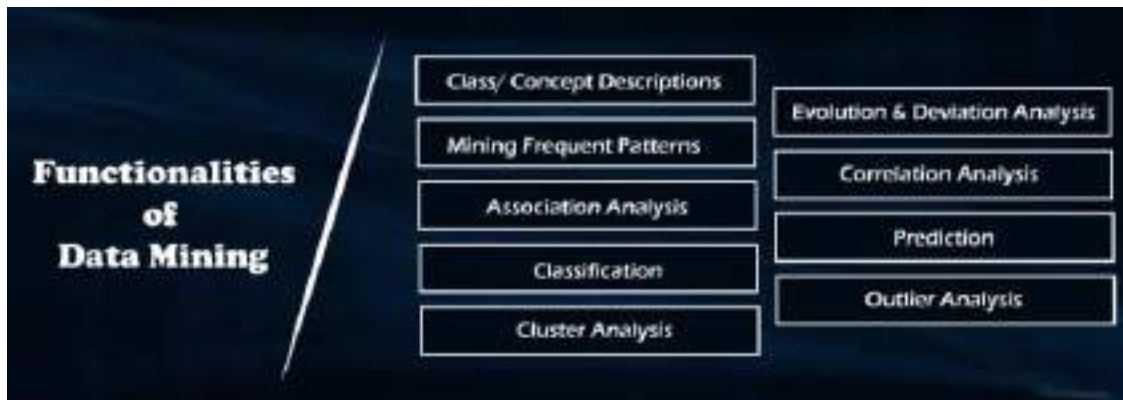 Functionalities
of
Data Mining
Class/ Concept Descriptions
Mining Frequent Patterns
Association Analysis
Classification
Cluster Analysis
Evolution & Deviation Analysis
Correlation Analysis
Prediction
Outlier Analysis